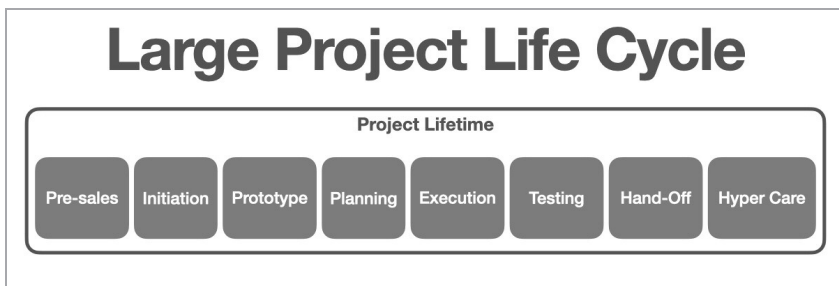 Large Project Life Cycle
Project Lifetime
Pre-sales Initiation Prototype Planning Execution Testing Hand-Off Hyper Care